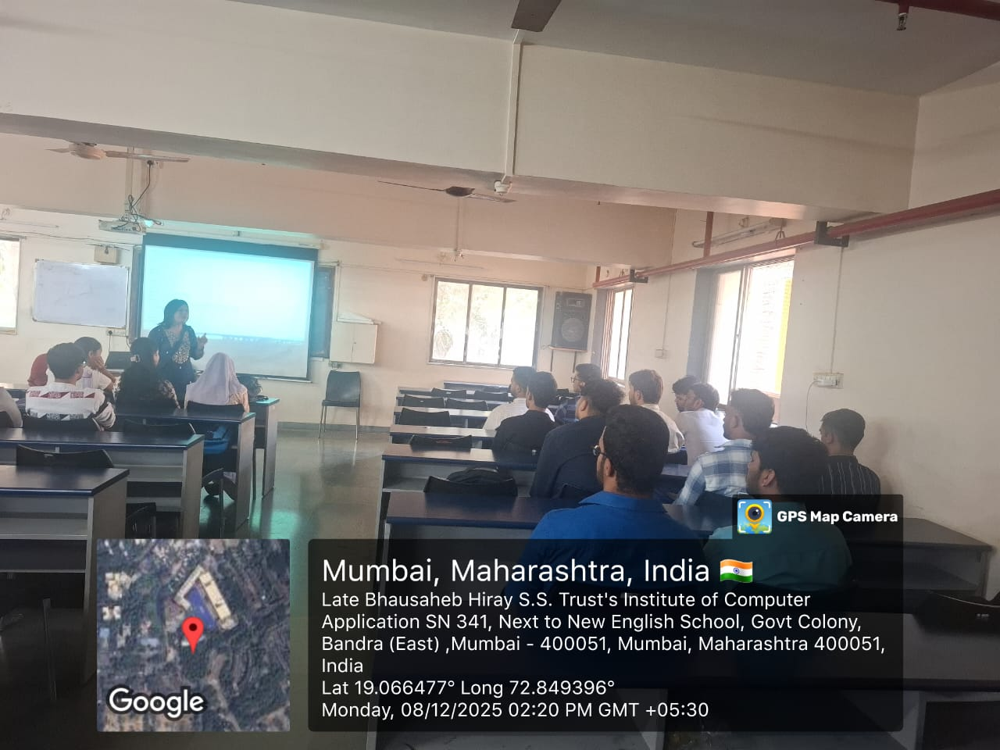 GPS Map Camera
Mumbai, Maharashtra, India
Late Bhausaheb Hiray S.S. Trust's Institute of Computer
Application SN 341, Next to New English School, Govt Colony,
Bandra (East) ,Mumbai - 400051, Mumbai, Maharashtra 400051,
India
Lat 19.066477° Long 72.849396°
Monday, 08/12/2025 02:20 PM GMT +05:30
Google